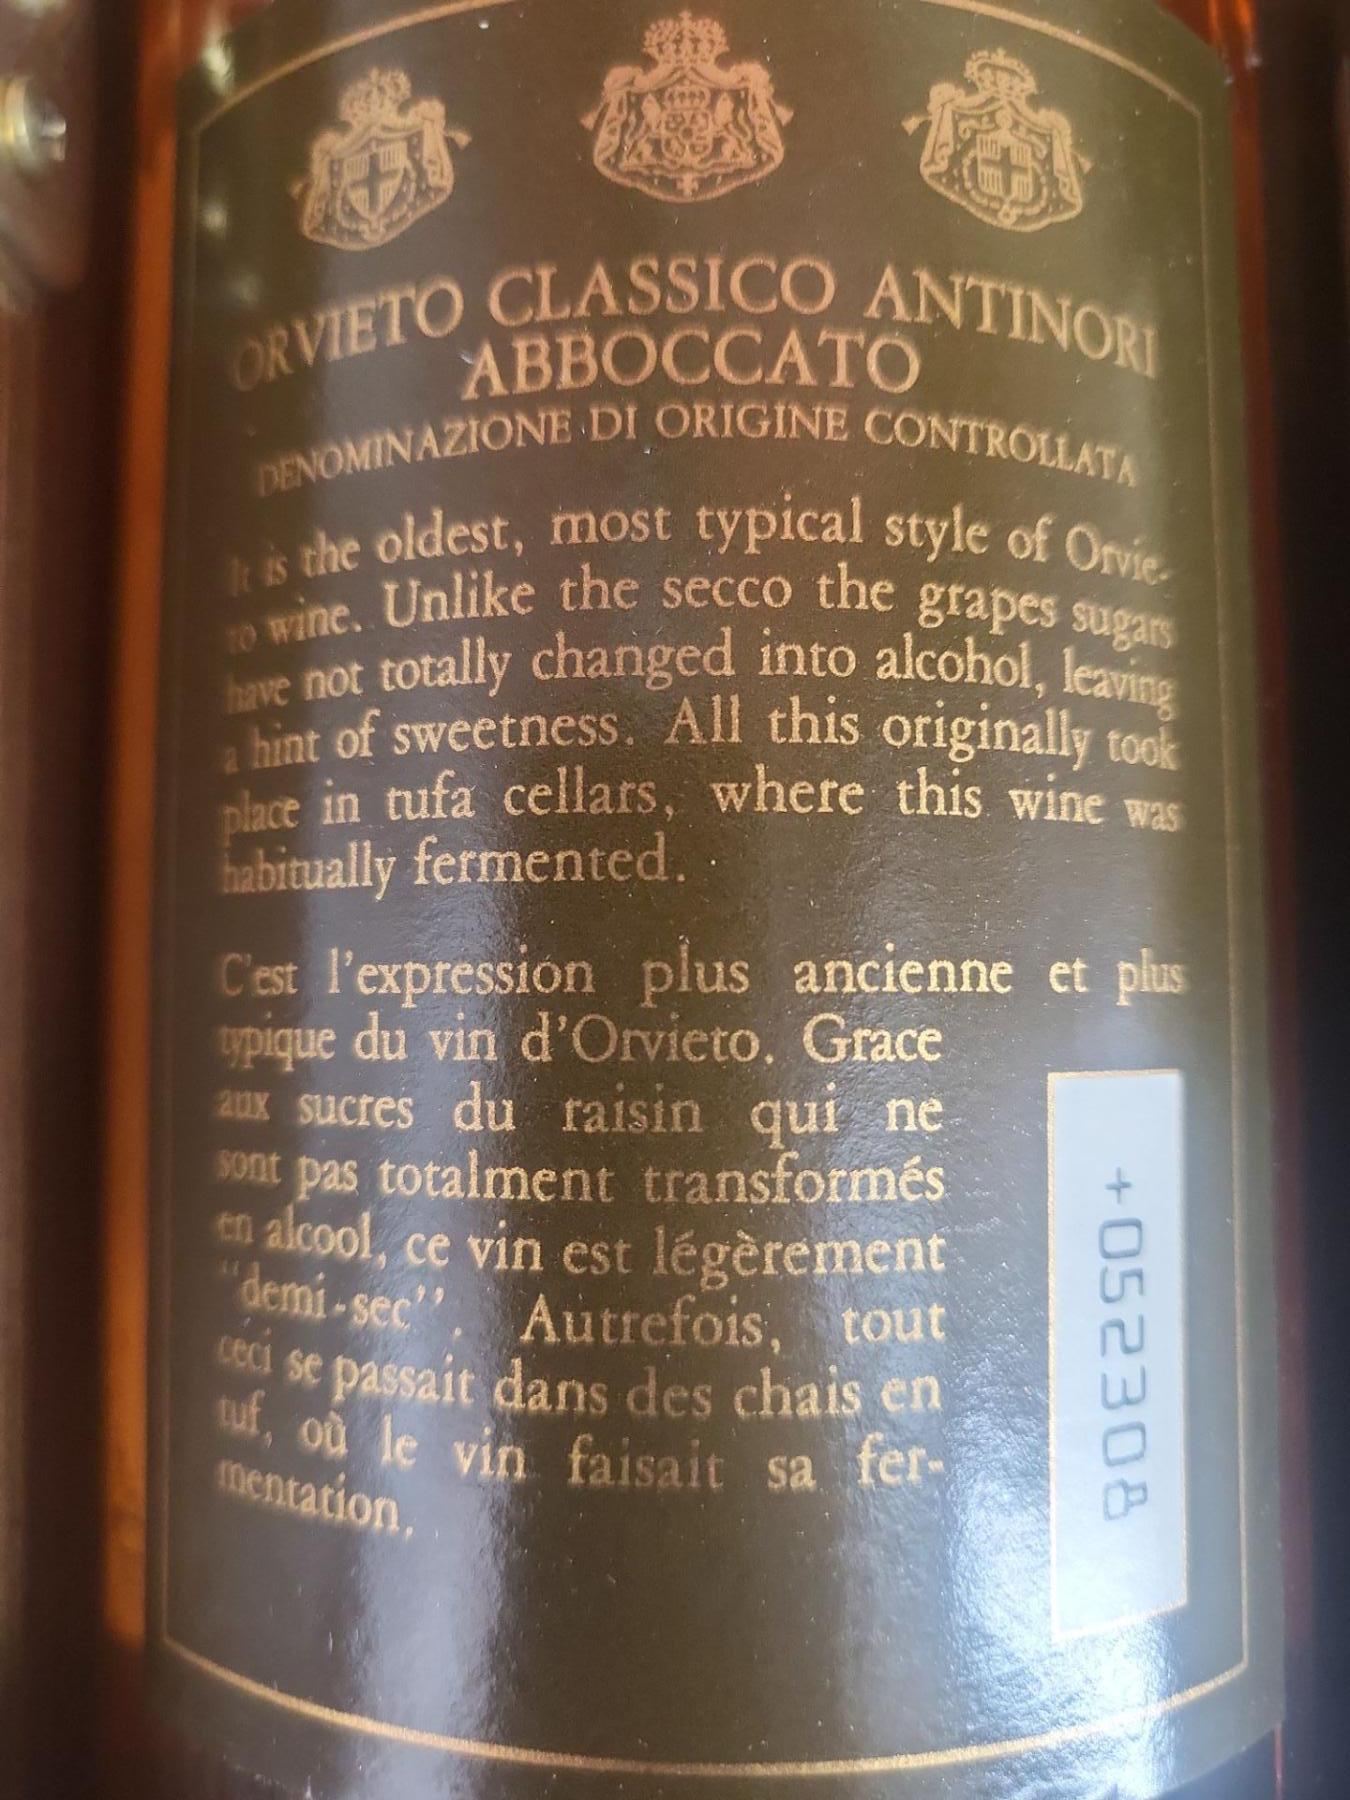 ORVIETO CLASSICO ANTINORI
ABBOCCATO
DENOMINAZIONE DI ORIGINE CONTROLLATA
It is the oldest, most typical style of Orvie-
to wine. Unlike the secco the grapes sugars
have not totally changed into alcohol, leaving
a hint of sweetness. All this originally took
place in tufa cellars, where this wine was
habitually fermented.
C'est l'expression plus ancienne et plus
typique du vin d'Orvieto. Grace
aux sucres du raisin qui ne
sont pas totalment transformés
en alcool, ce vin est légèrement
"demi-sec". Autrefois, tout
ceci se passait dans des chais en
tuf, où le vin faisait sa fer-
mentation.
+052308